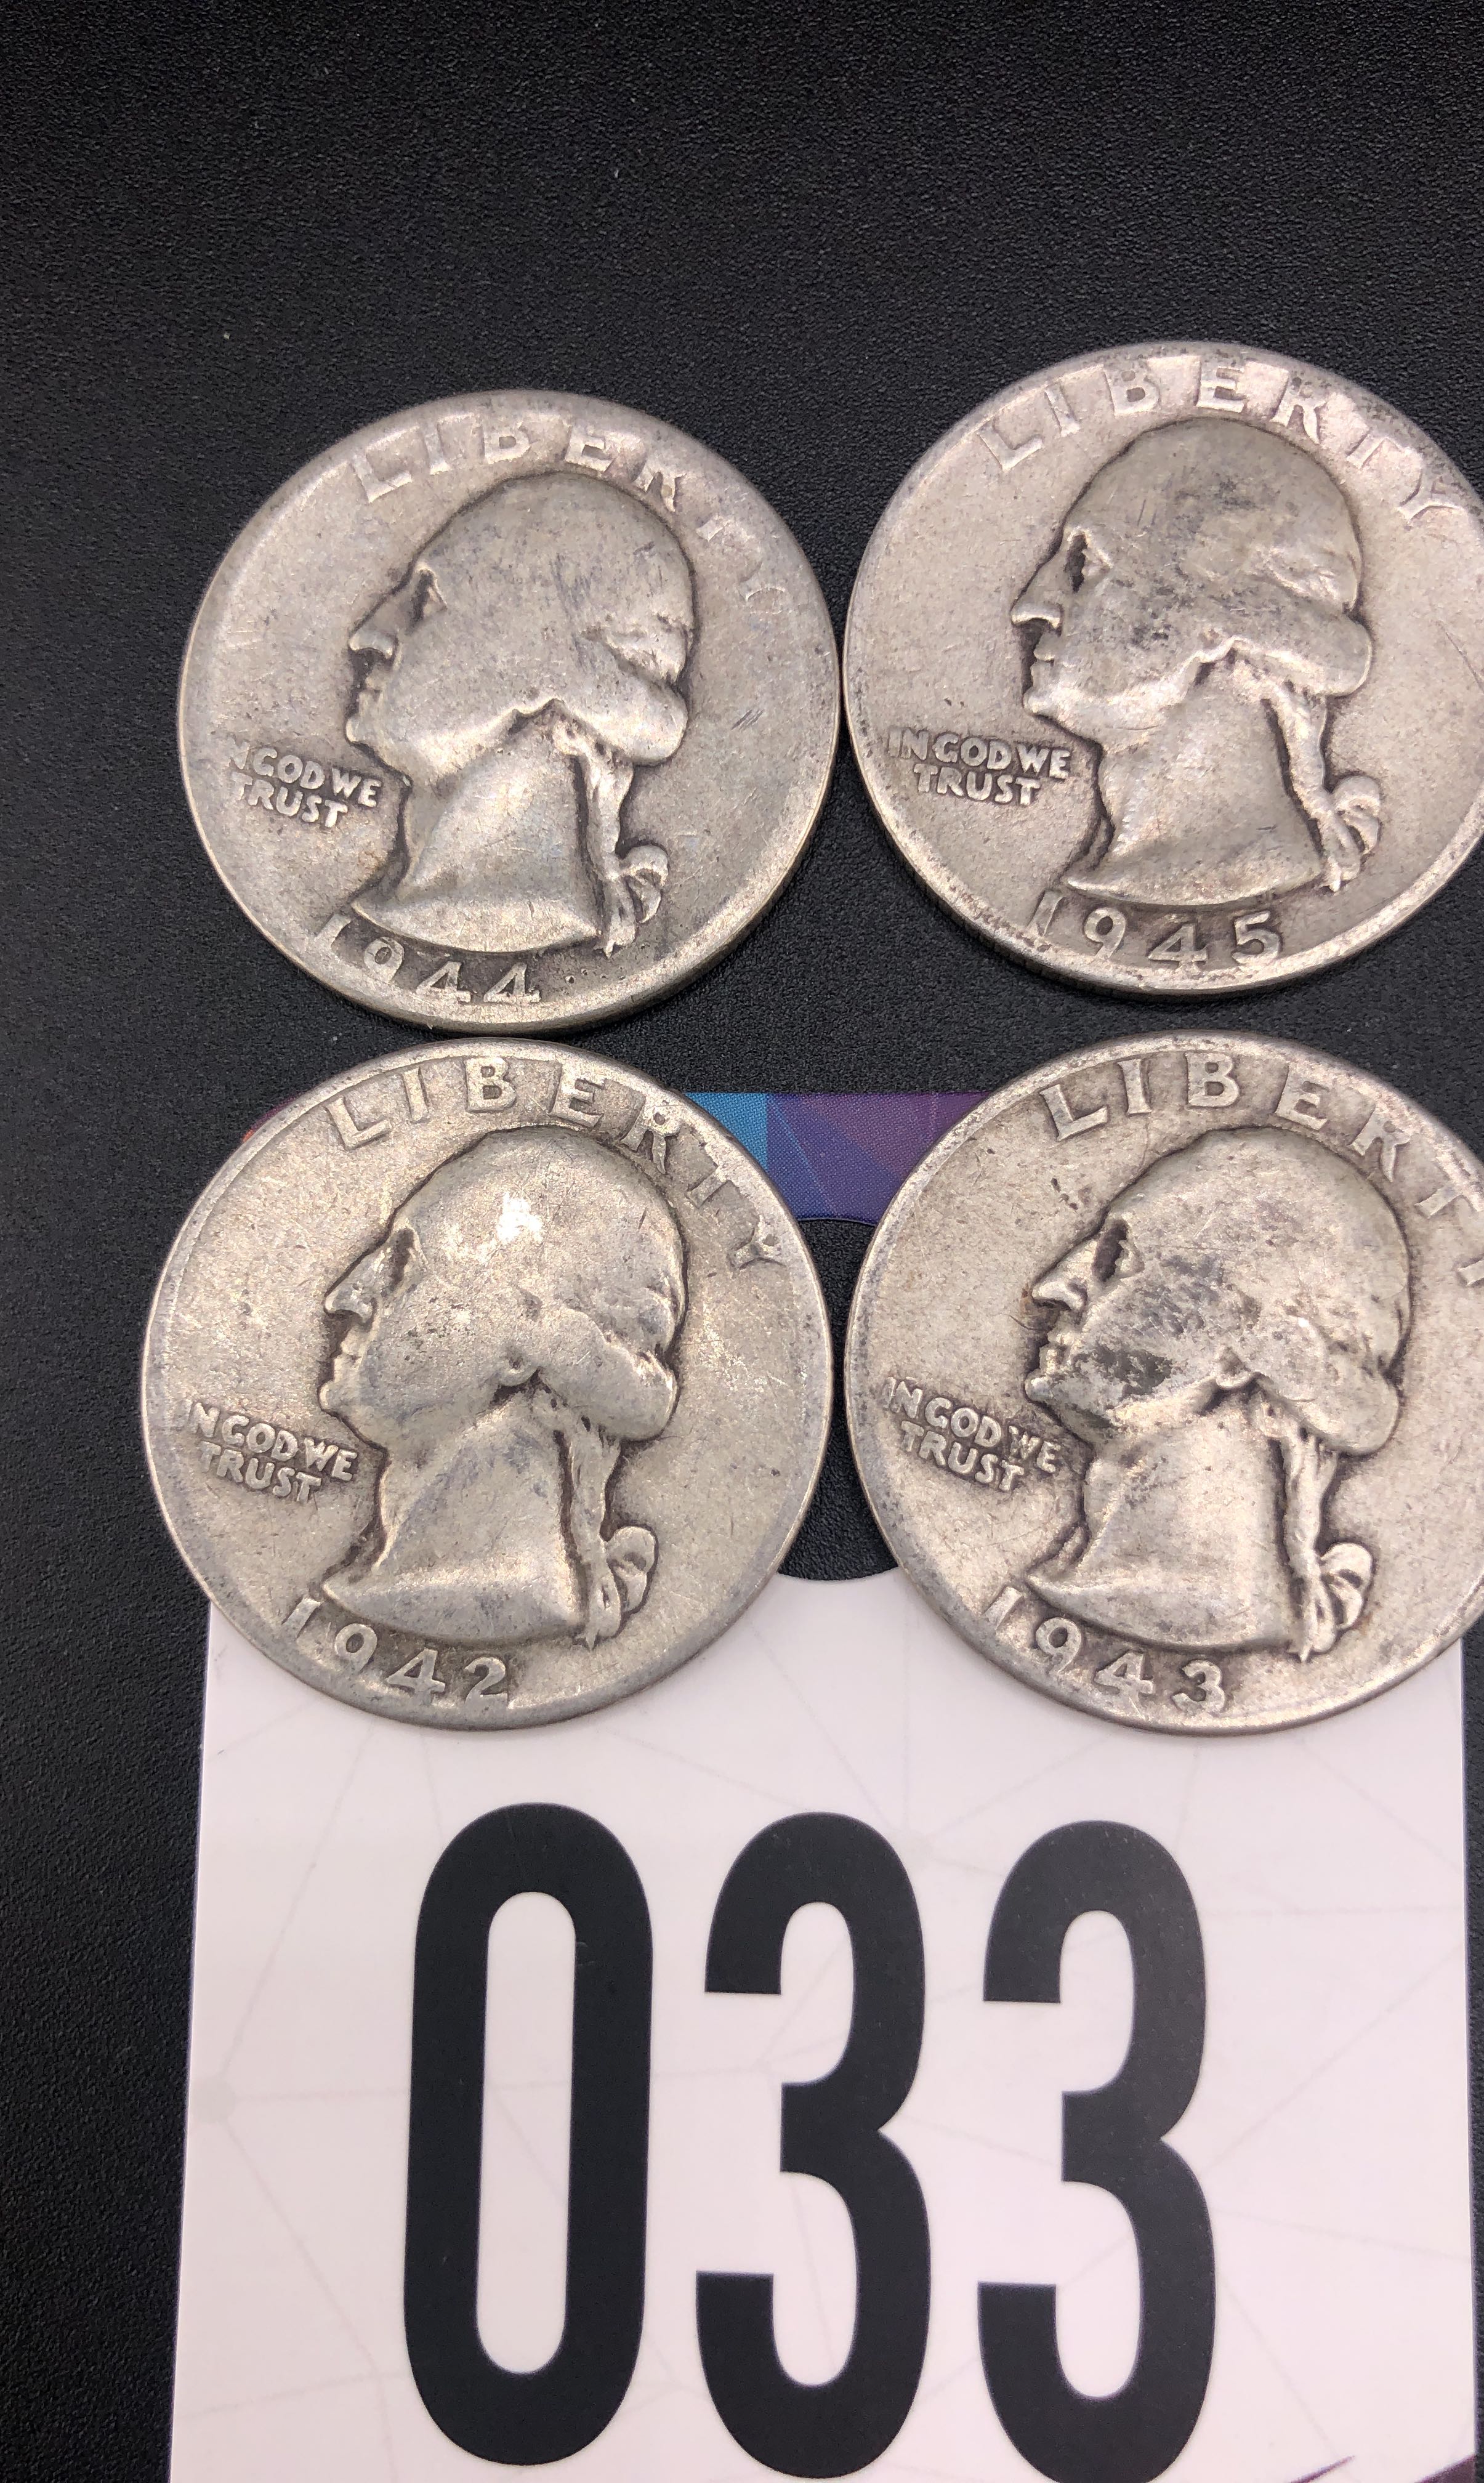 LIBERTY
IN GOD WE
TRUST
1944
LIBERTY
IN GOD WE
TRUST
1945
LIBERTY
IN GOD WE
TRUST
1942
LIBERTY
IN GOD WE
TRUST
1943
033